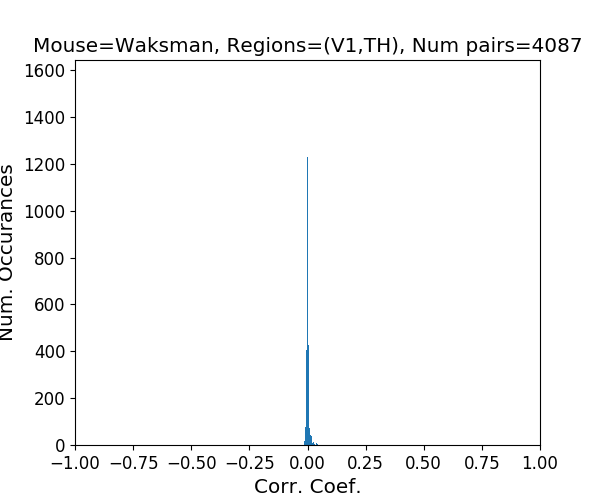 Mouse=Waksman, Regions=(V1,TH), Num pairs=4087
1600
1400
1200
1000
800
600
400
200
0
Num. Occurances
−1.00 −0.75 −0.50 −0.25 0.00 0.25 0.50 0.75 1.00
Corr. Coef.